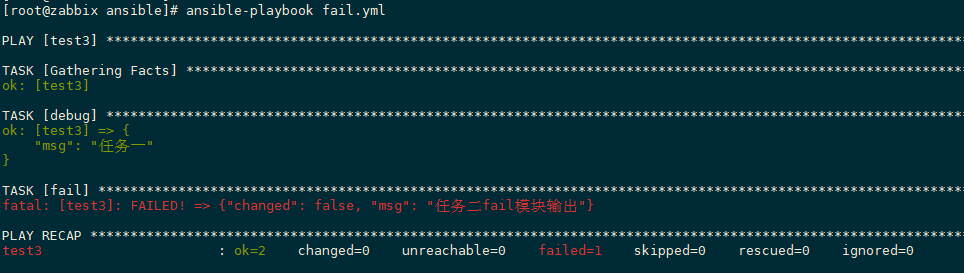 [root@zabbix ansible]# ansible-playbook fail.yml
PLAY [test3] *************************************************************************************************************
TASK [Gathering Facts] ***************************************************************************************************
ok: [test3]
TASK [debug] *************************************************************************************************************
ok: [test3] => {
    "msg": "任务一"
}
TASK [fail] **************************************************************************************************************
fatal: [test3]: FAILED! => {"changed": false, "msg": "任务二fail模块输出"}
PLAY RECAP ***************************************************************************************************************
test3                      : ok=2    changed=0    unreachable=0    failed=1    skipped=0    rescued=0    ignored=0